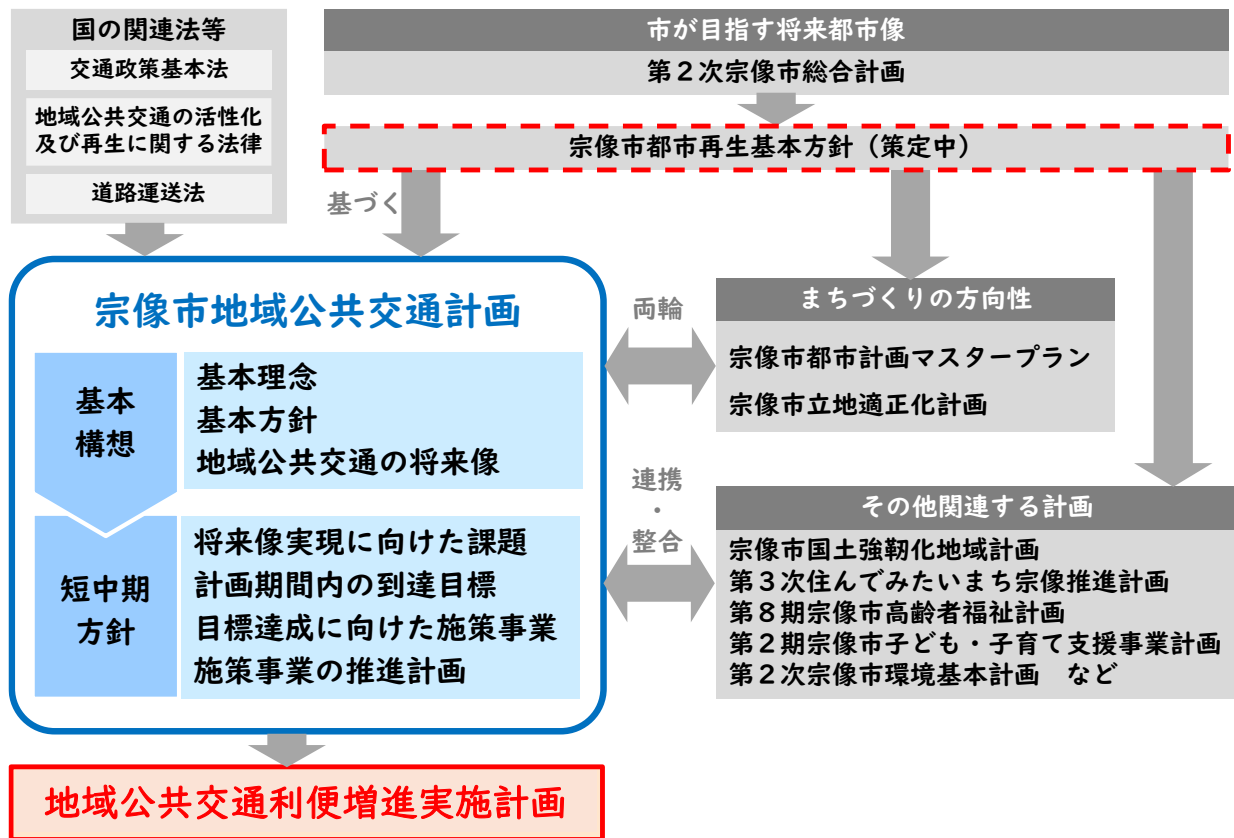 国の関連法等
交通政策基本法
地域公共交通の活性化
及び再生に関する法律
道路運送法
市が目指す将来都市像
第２次宗像市総合計画
宗像市都市再生基本方針（策定中）
基づく
宗像市地域公共交通計画
基本
構想
基本理念
基本方針
地域公共交通の将来像
短中期
方針
将来像実現に向けた課題
計画期間内の到達目標
目標達成に向けた施策事業
施策事業の推進計画
両輪
まちづくりの方向性
宗像市都市計画マスタープラン
宗像市立地適正化計画
連携
・
整合
その他関連する計画
宗像市国土強靭化地域計画
第３次住んでみたいまち宗像推進計画
第８期宗像市高齢者福祉計画
第２期宗像市子ども・子育て支援事業計画
第２次宗像市環境基本計画　など
地域公共交通利便増進実施計画